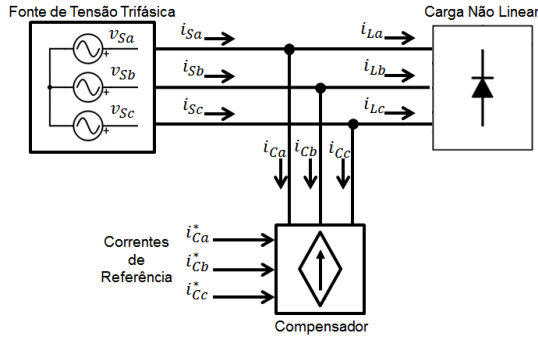 Fonte de Tensão Trifásica
Carga Não Linear
v_Sa
i_Sa
i_La
v_Sb
i_Sb
i_Lb
v_Sc
i_Sc
i_Lc
i_Ca
i_Cb
i_Cc
Correntes
de
Referência
i*_Ca
i*_Cb
i*_Cc
Compensador